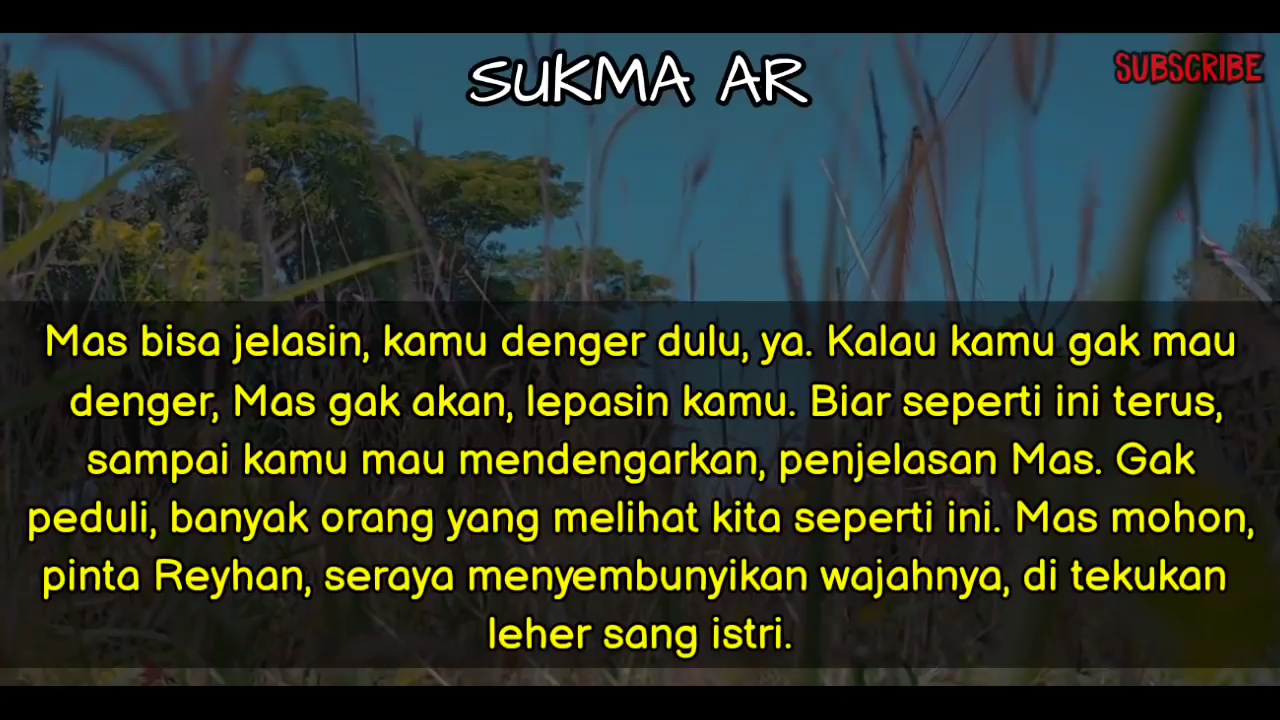 SUKMA AR
SUBSCRIBE
Mas bisa jelasin, kamu denger dulu, ya. Kalau kamu gak mau
denger, Mas gak akan, lepasin kamu. Biar seperti ini terus,
sampai kamu mau mendengarkan, penjelasan Mas. Gak
peduli, banyak orang yang melihat kita seperti ini. Mas mohon,
pinta Reyhan, seraya menyembunyikan wajahnya, di tekukan
leher sang istri.